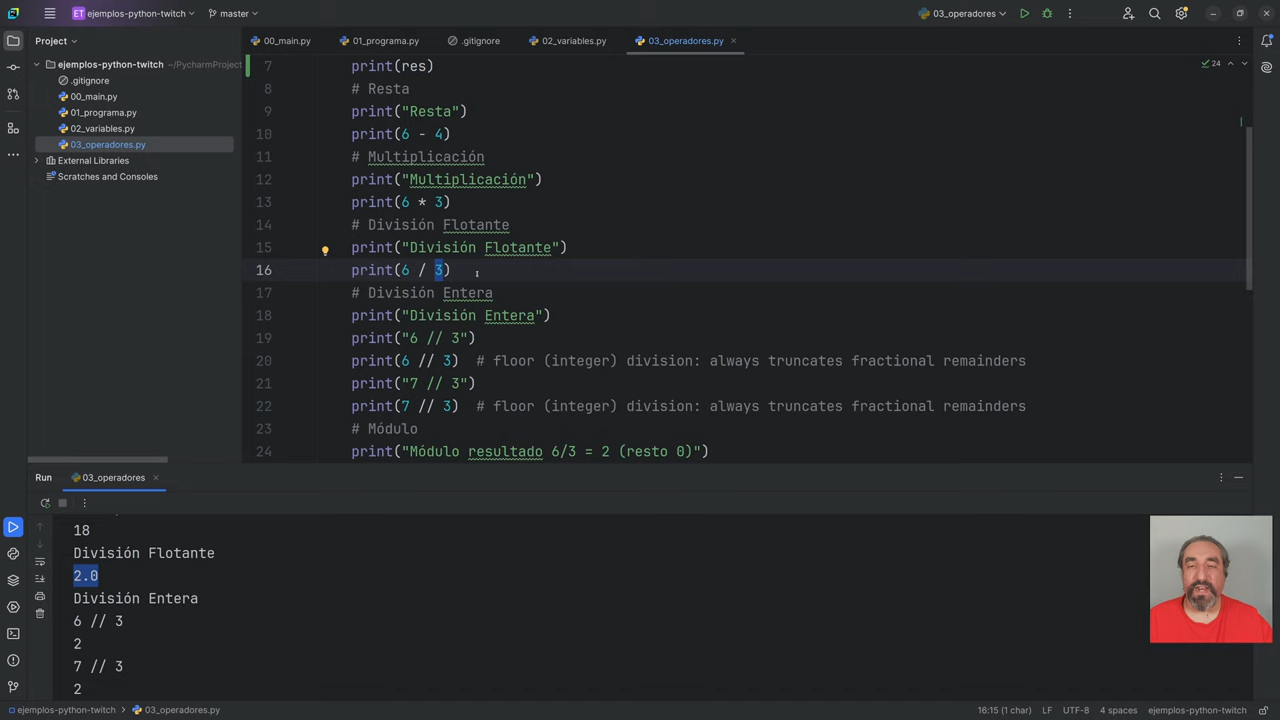 ET ejemplos-python-twitch master 03_operadores
Project 00_main.py 01_programa.py .gitignore 02_variables.py 03_operadores.py
ejemplos-python-twitch ~/PycharmProject
.gitignore
00_main.py
01_programa.py
02_variables.py
03_operadores.py
External Libraries
Scratches and Consoles
24
7 print(res)
8 # Resta
9 print("Resta")
10 print(6 - 4)
11 # Multiplicación
12 print("Multiplicación")
13 print(6 * 3)
14 # División Flotante
15 print("División Flotante")
16 print(6 / 3)
17 # División Entera
18 print("División Entera")
19 print("6 // 3")
20 print(6 // 3)  # floor (integer) division: always truncates fractional remainders
21 print("7 // 3")
22 print(7 // 3)  # floor (integer) division: always truncates fractional remainders
23 # Módulo
24 print("Módulo resultado 6/3 = 2 (resto 0)")
Run 03_operadores
18
División Flotante
2.0
División Entera
6 // 3
2
7 // 3
2
ejemplos-python-twitch 03_operadores.py 16:15 (1 char) LF UTF-8 4 spaces ejemplos-python-twitch